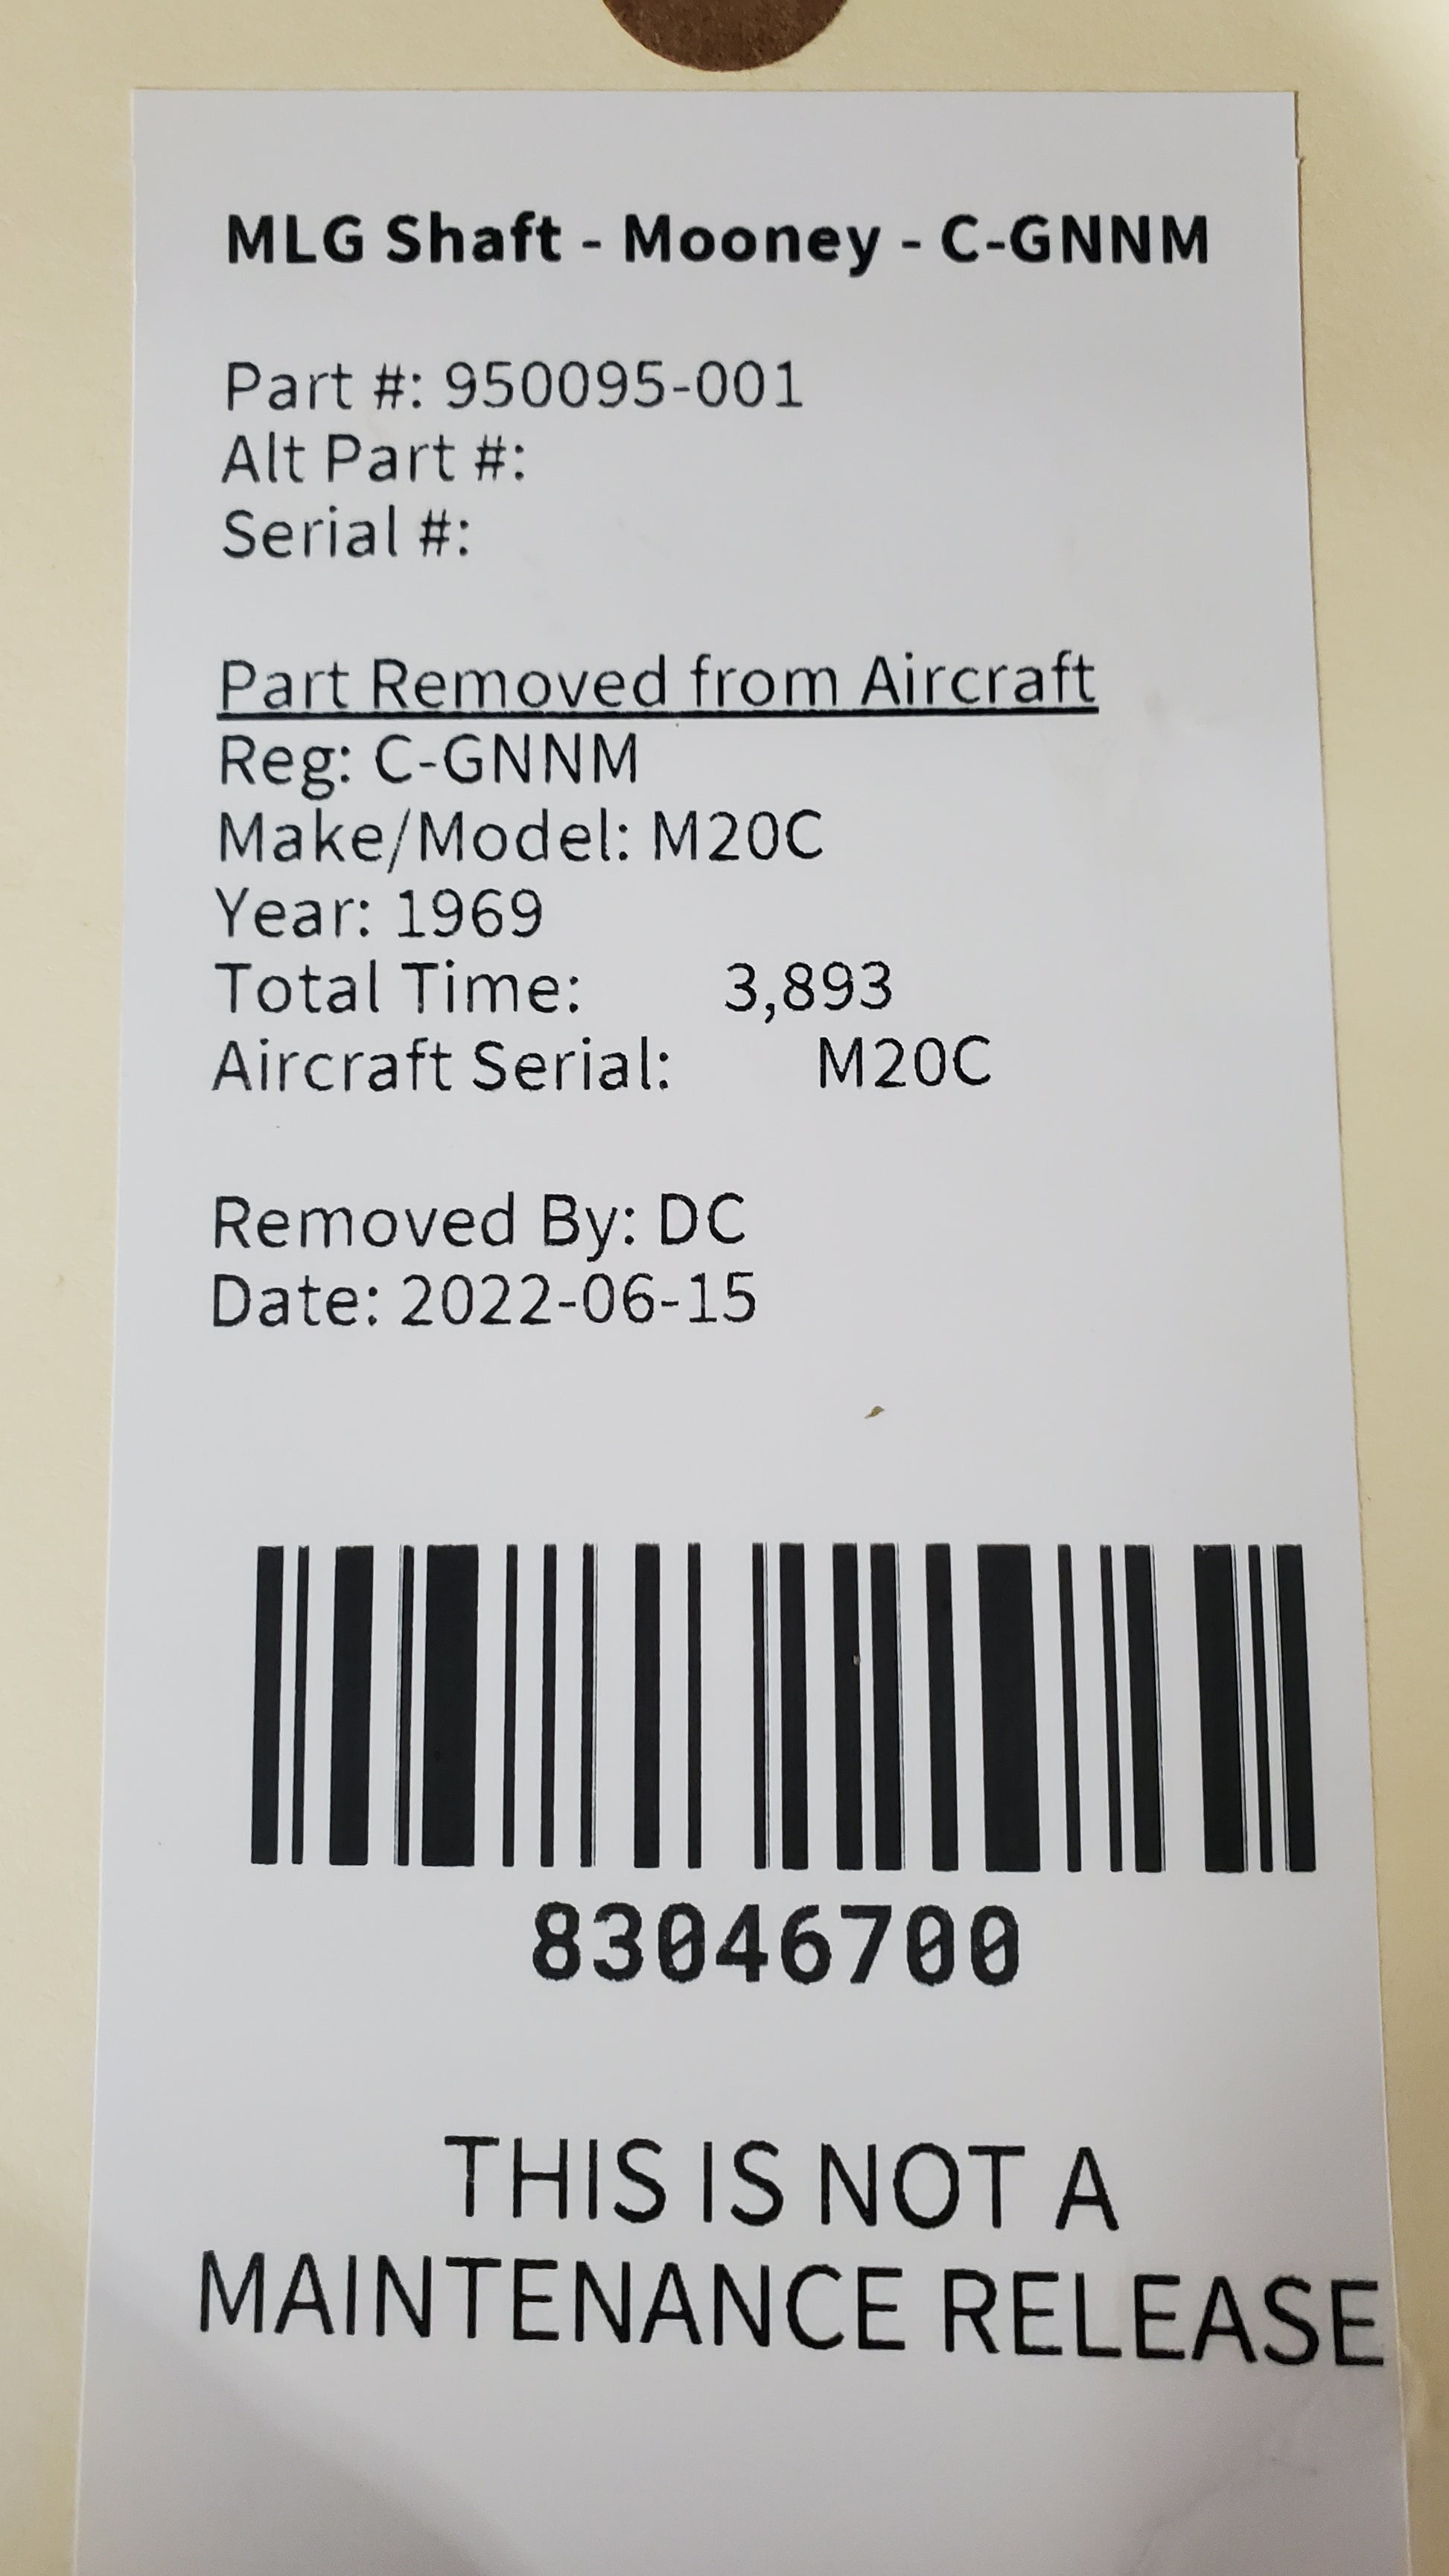 MLG Shaft - Mooney - C-GNNM
Part #: 950095-001
Alt Part #:
Serial #:
Part Removed from Aircraft
Reg: C-GNNM
Make/Model: M20C
Year: 1969
Total Time: 3,893
Aircraft Serial: M20C
Removed By: DC
Date: 2022-06-15
83046700
THIS IS NOT A
MAINTENANCE RELEASE